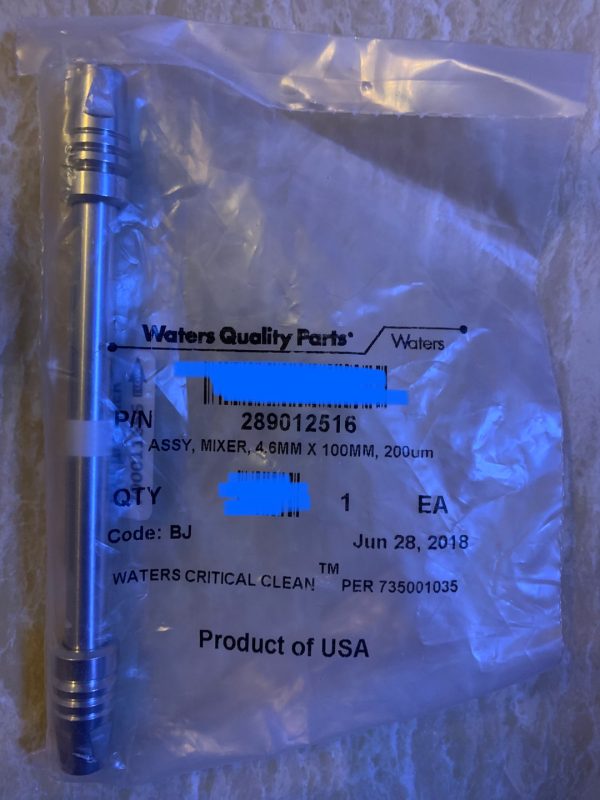 Waters Quality Parts
Waters
P/N 289012516
ASSY, MIXER, 4.6MM X 100MM, 200um
QTY 1 EA
Code: BJ Jun 28, 2018
WATERS CRITICAL CLEAN™ PER 735001035
Product of USA